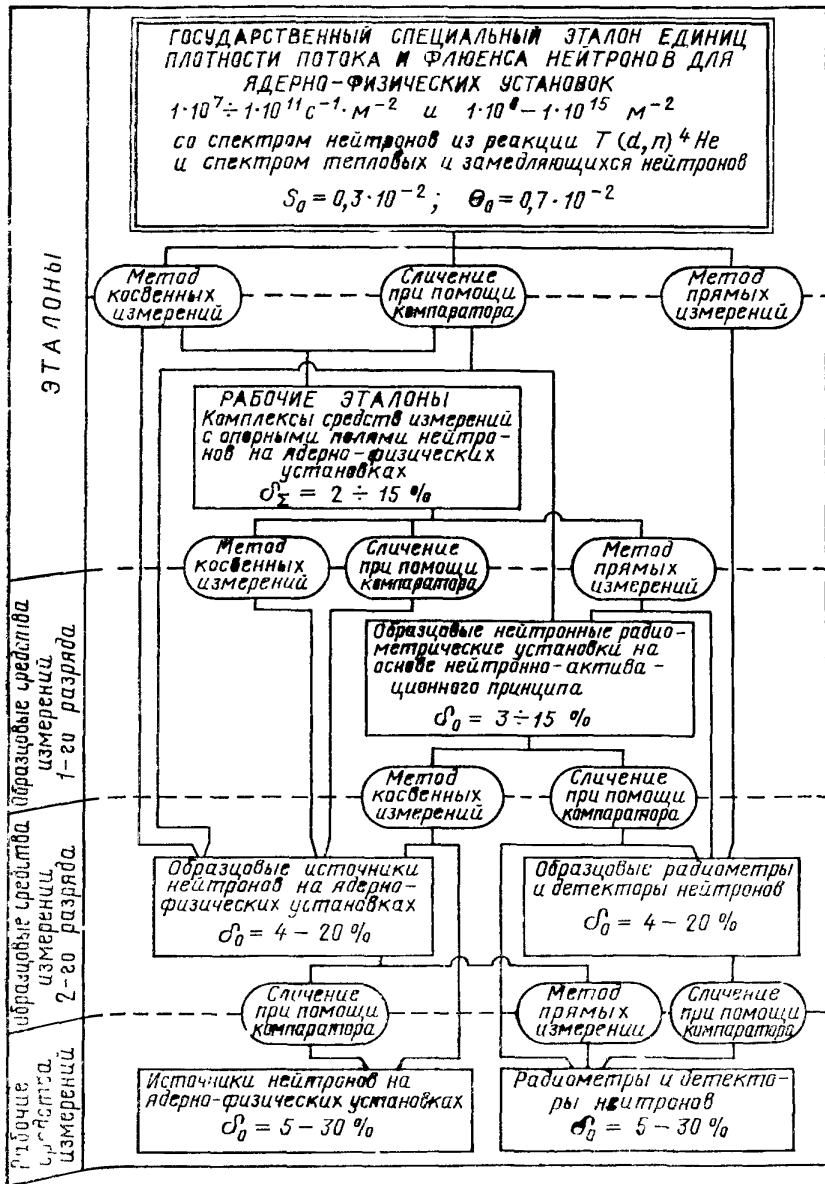 ГОСУДАРСТВЕННЫЙ СПЕЦИАЛЬНЫЙ ЭТАЛОН ЕДИНИЦ
ПЛОТНОСТИ ПОТОКА И ФЛЮЕНСА НЕЙТРОНОВ ДЛЯ
ЯДЕРНО-ФИЗИЧЕСКИХ УСТАНОВОК
1·10⁷÷1·10¹¹ с⁻¹·м⁻² и 1·10⁸–1·10¹⁵ м⁻²
со спектром нейтронов из реакции T(d,n)⁴He
и спектром тепловых и замедляющихся нейтронов
S₀ = 0,3·10⁻²; Θ₀ = 0,7·10⁻²
ЭТАЛОНЫ
Метод
косвенных
измерений
Сличение
при помощи
компаратора
Метод
прямых
измерений
РАБОЧИЕ ЭТАЛОНЫ
Комплексы средств измерений
с опорными полями нейтро-
нов на ядерно-физических
установках
δ_Σ = 2 ÷ 15 %
Метод
косвенных
измерений
Сличение
при помощи
компаратора
Метод
прямых
измерений
Образцовые средства
измерений
1-го разряда
Образцовые нейтронные радио-
метрические установки на
основе нейтронно-актива-
ционного принципа
δ₀ = 3÷15 %
Метод
косвенных
измерений
Сличение
при помощи
компаратора
Образцовые средства
измерений
2-го разряда
Образцовые источники
нейтронов на ядерно-
физических установках
δ₀ = 4 – 20 %
Образцовые радиометры
и детекторы нейтронов
δ₀ = 4 – 20 %
Сличение
при помощи
компаратора
Метод
прямых
измерений
Сличение
при помощи
компаратора
Рабочие
средства
измерений
Источники нейтронов на
ядерно-физических установках
δ₀ = 5 – 30 %
Радиометры и детекто-
ры нейтронов
δ₀ = 5 – 30 %